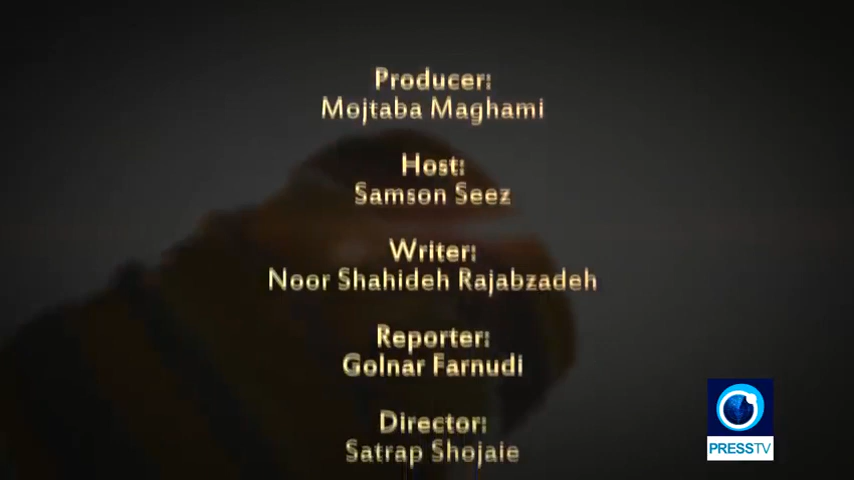 Producer:
Mojtaba Maghami
Host:
Samson Seez
Writer:
Noor Shahideh Rajabzadeh
Reporter:
Golnar Farnudi
Director:
Satrap Shojaie
PRESSTV